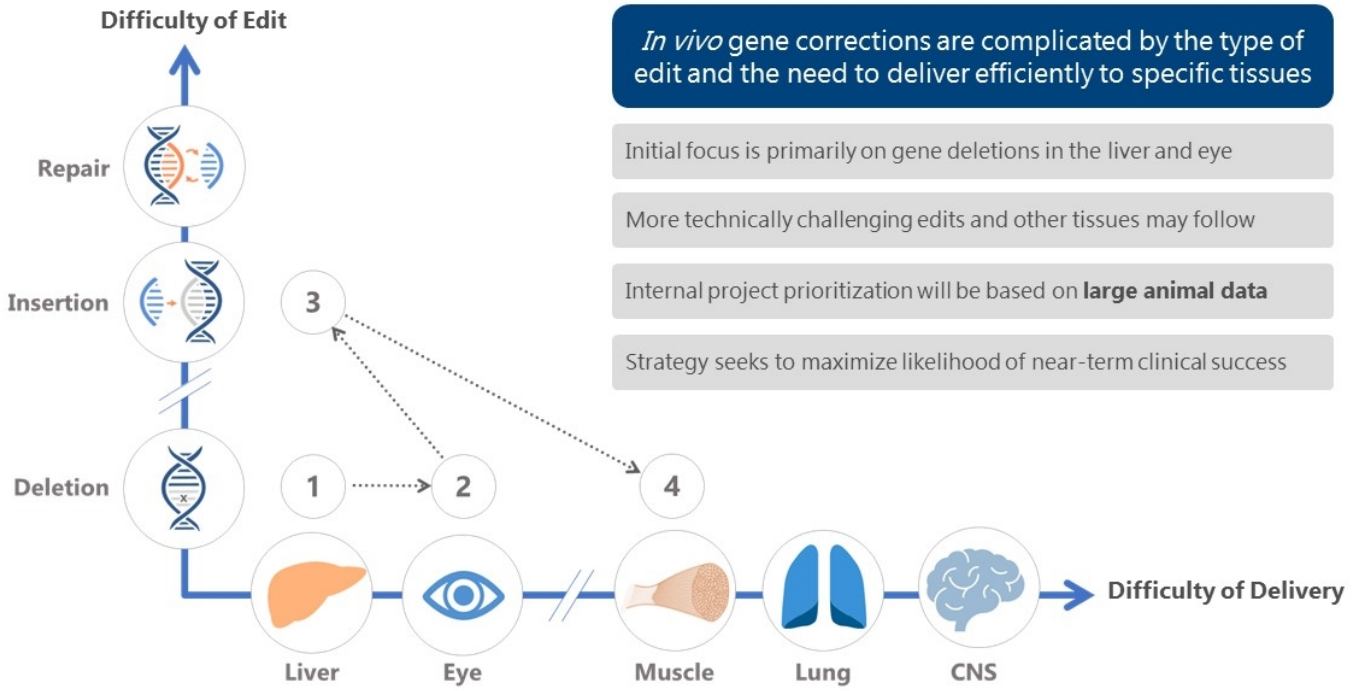 Difficulty of Edit
In vivo gene corrections are complicated by the type of
edit and the need to deliver efficiently to specific tissues
Initial focus is primarily on gene deletions in the liver and eye
More technically challenging edits and other tissues may follow
Internal project prioritization will be based on large animal data
Strategy seeks to maximize likelihood of near-term clinical success
Repair
Insertion
3
Deletion
x
1
2
4
Difficulty of Delivery
Liver
Eye
Muscle
Lung
CNS